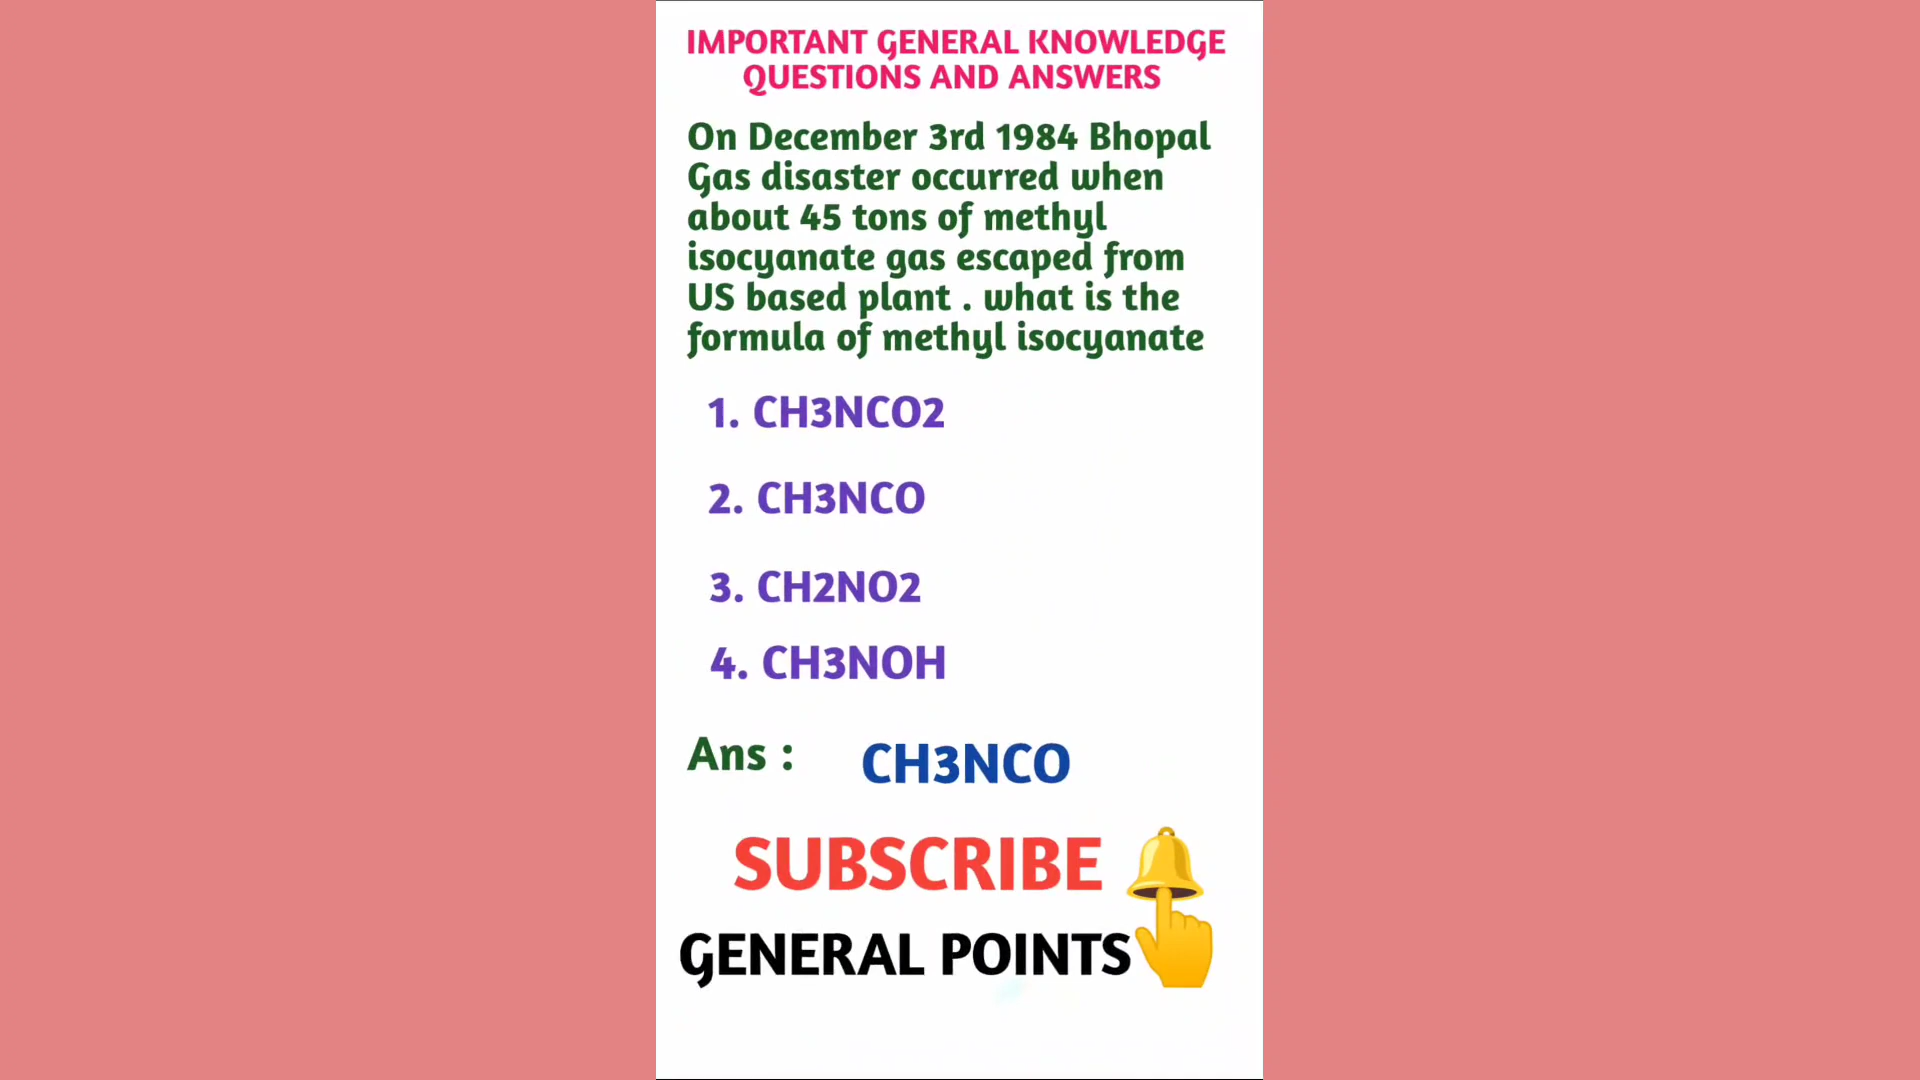 IMPORTANT GENERAL KNOWLEDGE
QUESTIONS AND ANSWERS
On December 3rd 1984 Bhopal
Gas disaster occurred when
about 45 tons of methyl
isocyanate gas escaped from
US based plant . what is the
formula of methyl isocyanate
1. CH3NCO2
2. CH3NCO
3. CH2NO2
4. CH3NOH
Ans : CH3NCO
SUBSCRIBE
GENERAL POINTS